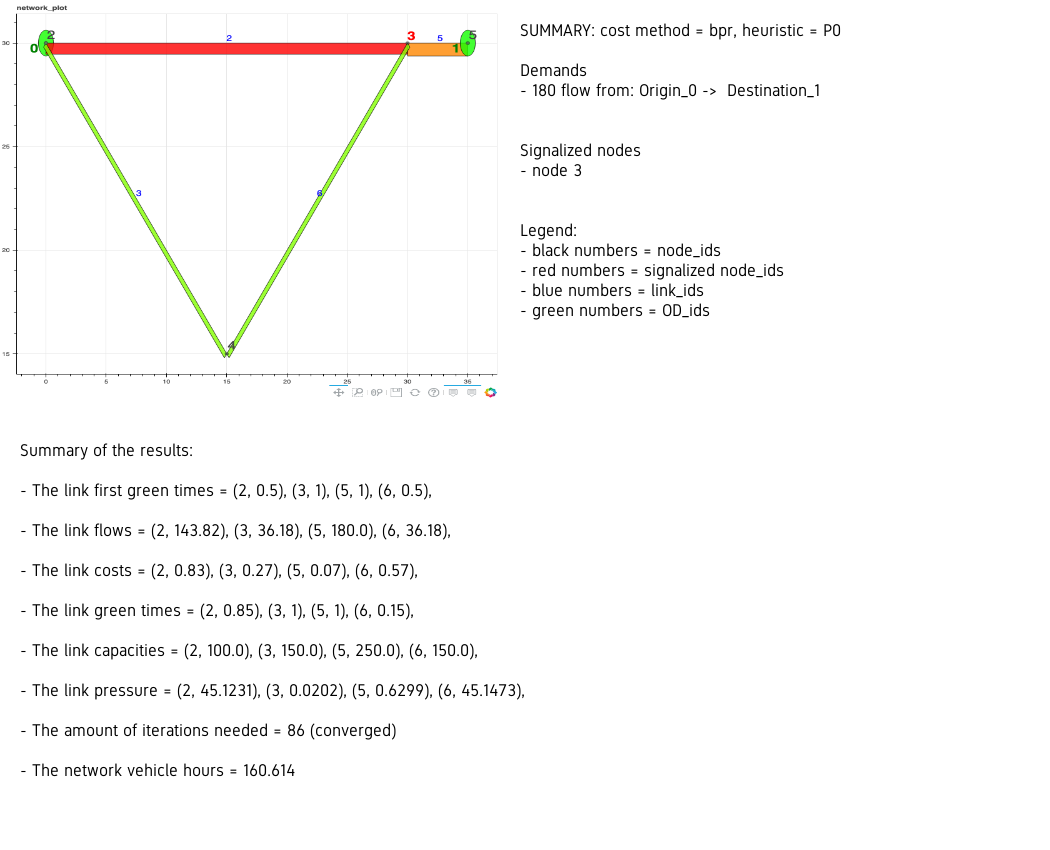 network_plot
SUMMARY: cost method = bpr, heuristic = P0
Demands
- 180 flow from: Origin_0 -> Destination_1
Signalized nodes
- node 3
Legend:
- black numbers = node_ids
- red numbers = signalized node_ids
- blue numbers = link_ids
- green numbers = OD_ids
2
0
2
3
5
1
5
3
6
4
30
25
20
15
0 5 10 15 20 25 30 35
Summary of the results:
- The link first green times = (2, 0.5), (3, 1), (5, 1), (6, 0.5),
- The link flows = (2, 143.82), (3, 36.18), (5, 180.0), (6, 36.18),
- The link costs = (2, 0.83), (3, 0.27), (5, 0.07), (6, 0.57),
- The link green times = (2, 0.85), (3, 1), (5, 1), (6, 0.15),
- The link capacities = (2, 100.0), (3, 150.0), (5, 250.0), (6, 150.0),
- The link pressure = (2, 45.1231), (3, 0.0202), (5, 0.6299), (6, 45.1473),
- The amount of iterations needed = 86 (converged)
- The network vehicle hours = 160.614